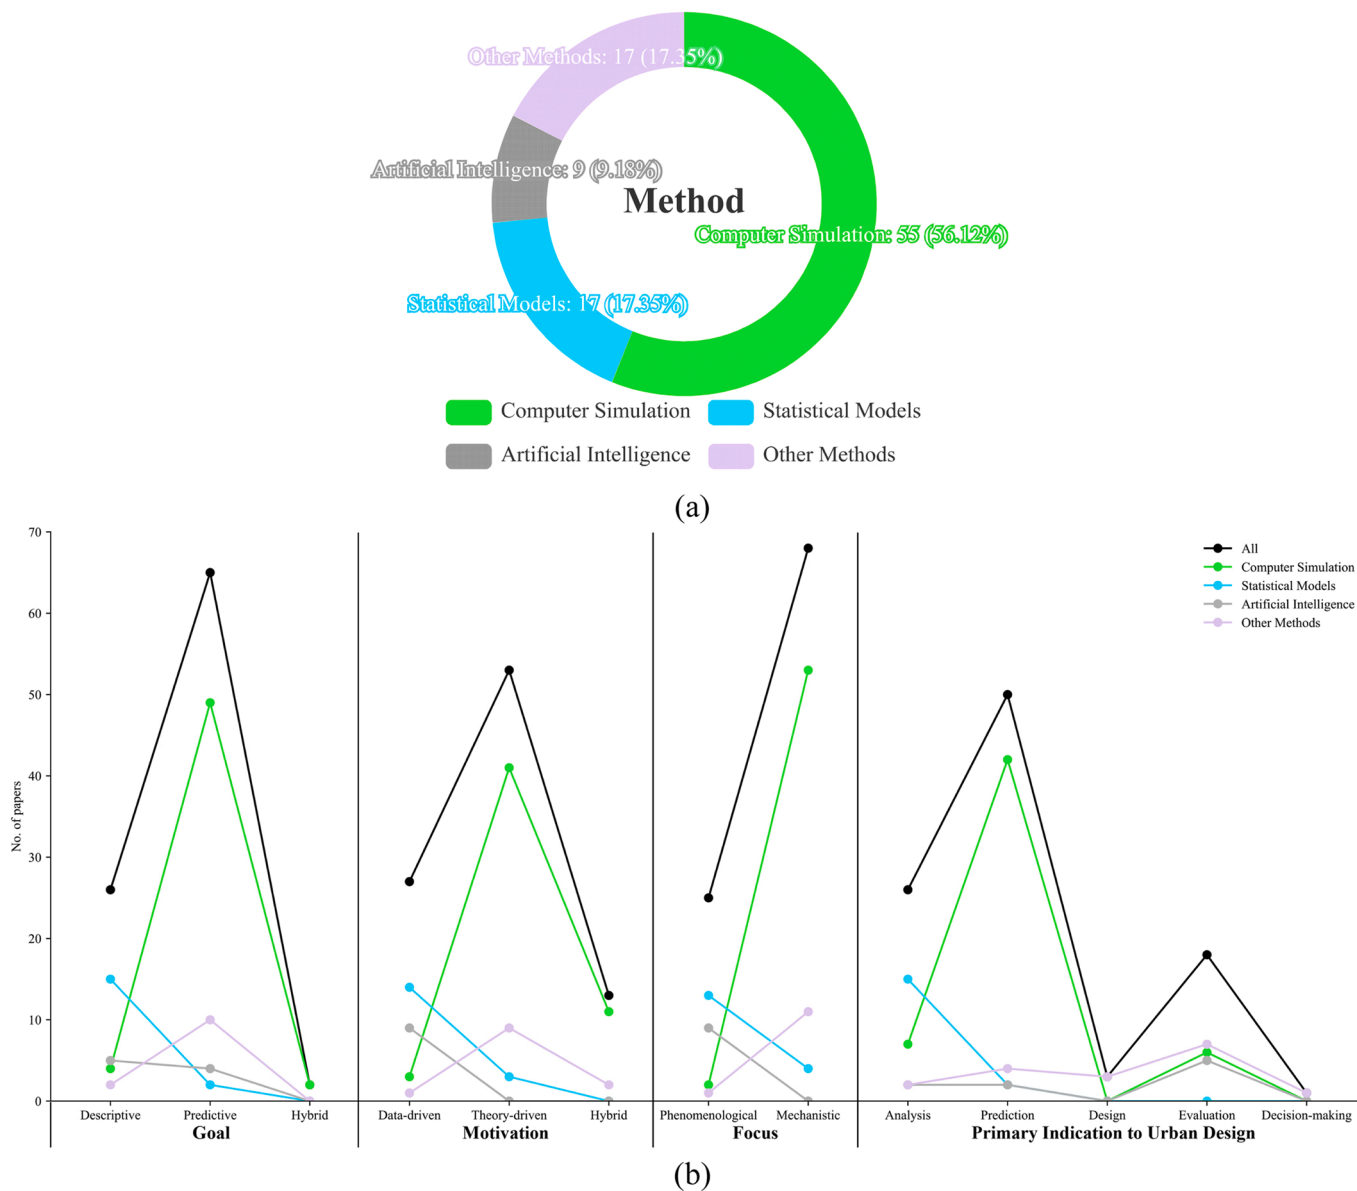 Other Methods: 17 (17.35%)
Artificial Intelligence: 9 (9.18%)
Method
Computer Simulation: 55 (56.12%)
Statistical Models: 17 (17.35%)
Computer Simulation
Statistical Models
Artificial Intelligence
Other Methods
(a)
70
60
50
40
30
20
10
0
No. of papers
All
Computer Simulation
Statistical Models
Artificial Intelligence
Other Methods
Descriptive Predictive Hybrid
Goal
Data-driven Theory-driven Hybrid
Motivation
Phenomenological Mechanistic
Focus
Analysis Prediction Design Evaluation Decision-making
Primary Indication to Urban Design
(b)